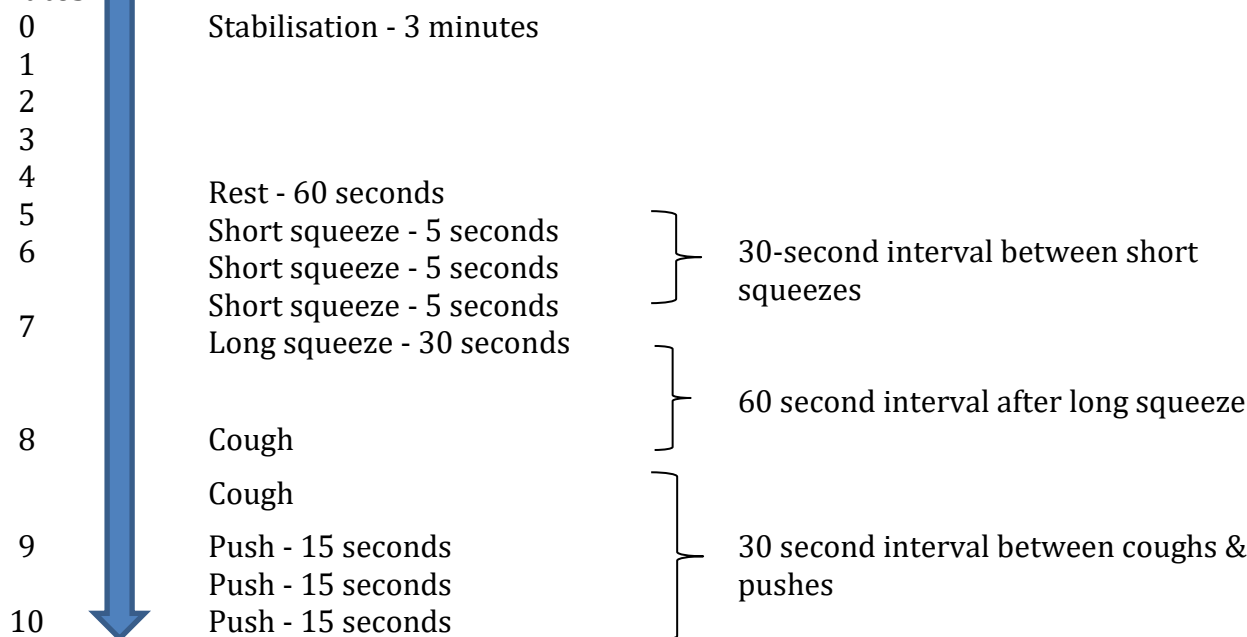 0 Stabilisation - 3 minutes
1
2
3
4
Rest - 60 seconds
5
Short squeeze - 5 seconds
6
Short squeeze - 5 seconds
30-second interval between short
squeezes
Short squeeze - 5 seconds
7
Long squeeze - 30 seconds
60 second interval after long squeeze
8 Cough
Cough
9 Push - 15 seconds
30 second interval between coughs &
pushes
Push - 15 seconds
10 Push - 15 seconds